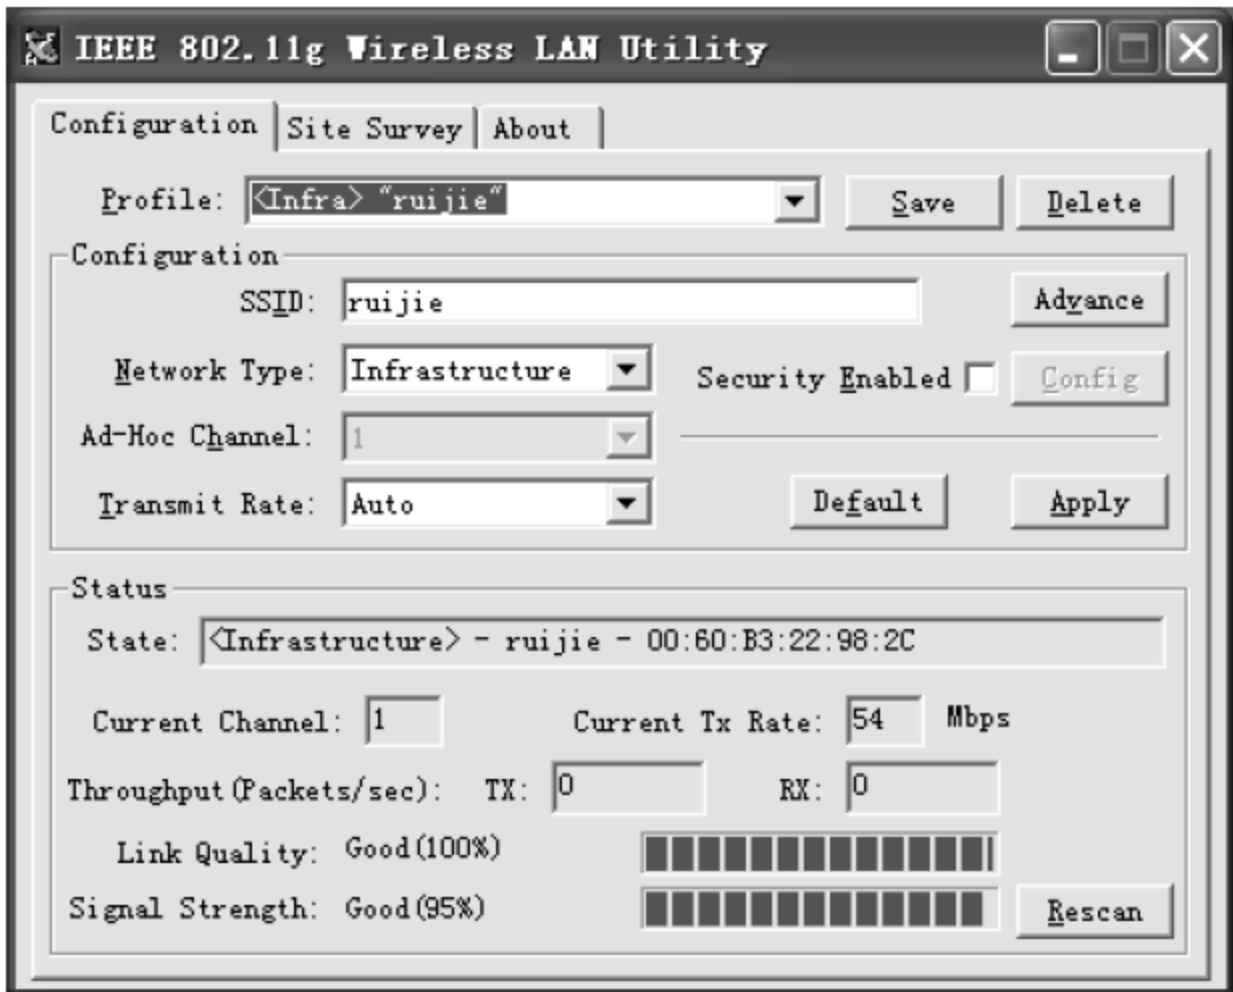 IEEE 802.11g Wireless LAN Utility
Configuration Site Survey About
Profile: <Infra> "ruijie" Save Delete
Configuration
SSID: ruijie Advance
Network Type: Infrastructure Security Enabled Config
Ad-Hoc Channel: 1
Transmit Rate: Auto Default Apply
Status
State: <Infrastructure> - ruijie - 00:60:B3:22:98:2C
Current Channel: 1 Current Tx Rate: 54 Mbps
Throughput(Packets/sec): TX: 0 RX: 0
Link Quality: Good(100%)
Signal Strength: Good(95%) Rescan